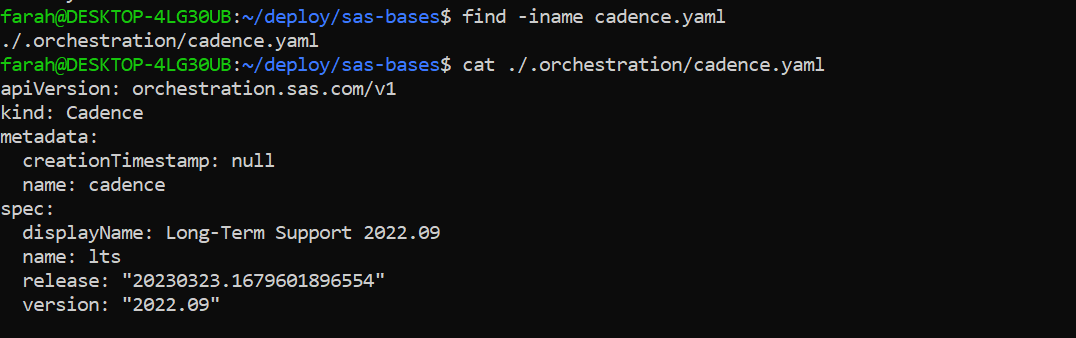 farah@DESKTOP-4LG30UB:~/deploy/sas-bases$ find -iname cadence.yaml
./.orchestration/cadence.yaml
farah@DESKTOP-4LG30UB:~/deploy/sas-bases$ cat ./.orchestration/cadence.yaml
apiVersion: orchestration.sas.com/v1
kind: Cadence
metadata:
  creationTimestamp: null
  name: cadence
spec:
  displayName: Long-Term Support 2022.09
  name: lts
  release: "20230323.1679601896554"
  version: "2022.09"